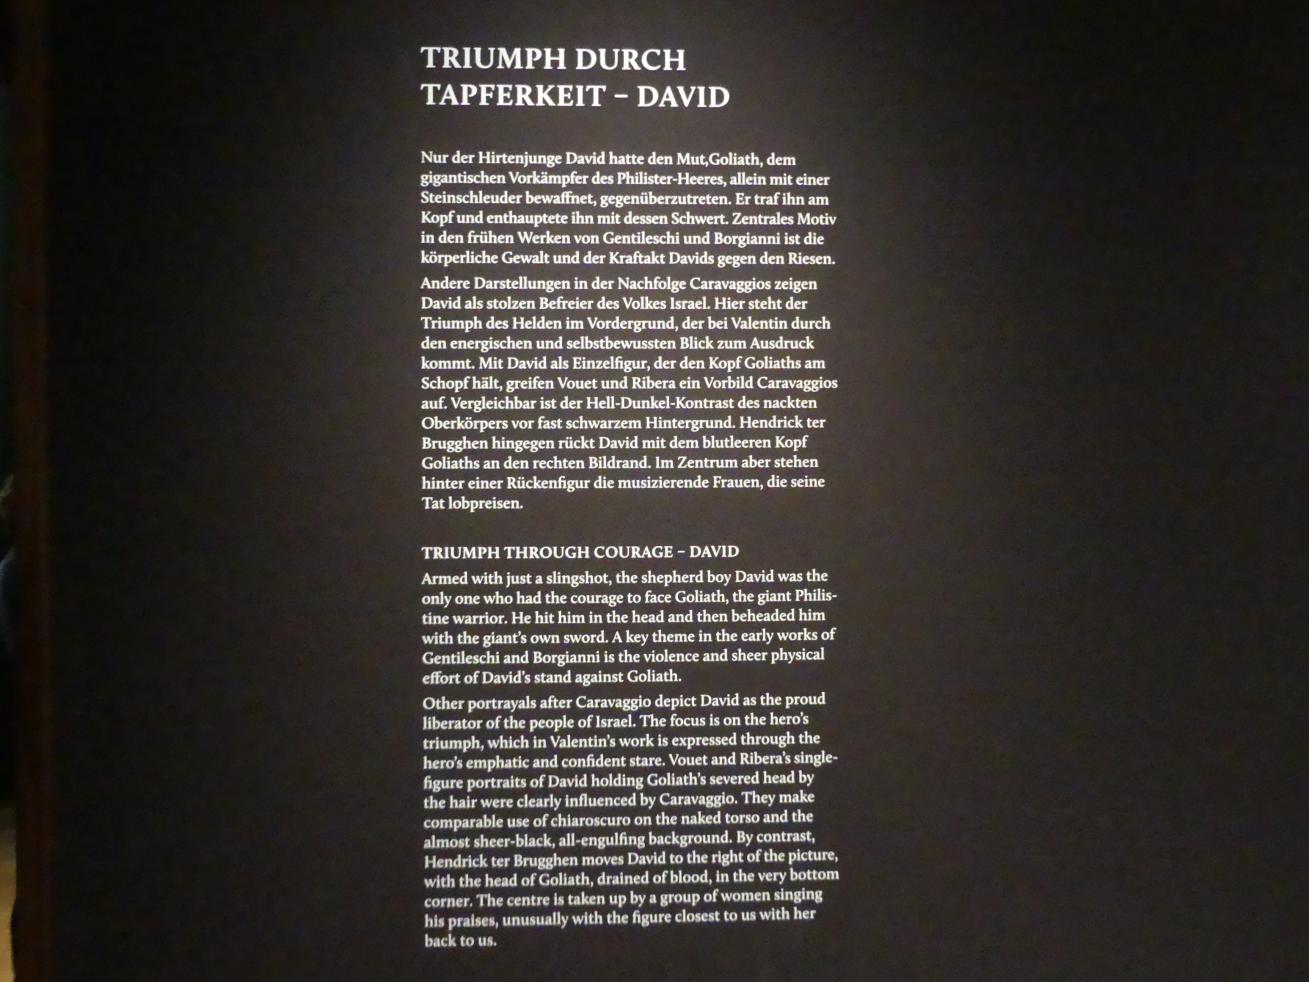 TRIUMPH DURCH
TAPFERKEIT – DAVID
Nur der Hirtenjunge David hatte den Mut,Goliath, dem
gigantischen Vorkämpfer des Philister-Heeres, allein mit einer
Steinschleuder bewaffnet, gegenüberzutreten. Er traf ihn am
Kopf und enthauptete ihn mit dessen Schwert. Zentrales Motiv
in den frühen Werken von Gentileschi und Borgianni ist die
körperliche Gewalt und der Kraftakt Davids gegen den Riesen.
Andere Darstellungen in der Nachfolge Caravaggios zeigen
David als stolzen Befreier des Volkes Israel. Hier steht der
Triumph des Helden im Vordergrund, der bei Valentin durch
den energischen und selbstbewussten Blick zum Ausdruck
kommt. Mit David als Einzelfigur, der den Kopf Goliaths am
Schopf hält, greifen Vouet und Ribera ein Vorbild Caravaggios
auf. Vergleichbar ist der Hell-Dunkel-Kontrast des nackten
Oberkörpers vor fast schwarzem Hintergrund. Hendrick ter
Brugghen hingegen rückt David mit dem blutleeren Kopf
Goliaths an den rechten Bildrand. Im Zentrum aber stehen
hinter einer Rückenfigur die musizierende Frauen, die seine
Tat lobpreisen.
TRIUMPH THROUGH COURAGE – DAVID
Armed with just a slingshot, the shepherd boy David was the
only one who had the courage to face Goliath, the giant Philis-
tine warrior. He hit him in the head and then beheaded him
with the giant's own sword. A key theme in the early works of
Gentileschi and Borgianni is the violence and sheer physical
effort of David's stand against Goliath.
Other portrayals after Caravaggio depict David as the proud
liberator of the people of Israel. The focus is on the hero's
triumph, which in Valentin's work is expressed through the
hero's emphatic and confident stare. Vouet and Ribera's single-
figure portraits of David holding Goliath's severed head by
the hair were clearly influenced by Caravaggio. They make
comparable use of chiaroscuro on the naked torso and the
almost sheer-black, all-engulfing background. By contrast,
Hendrick ter Brugghen moves David to the right of the picture,
with the head of Goliath, drained of blood, in the very bottom
corner. The centre is taken up by a group of women singing
his praises, unusually with the figure closest to us with her
back to us.